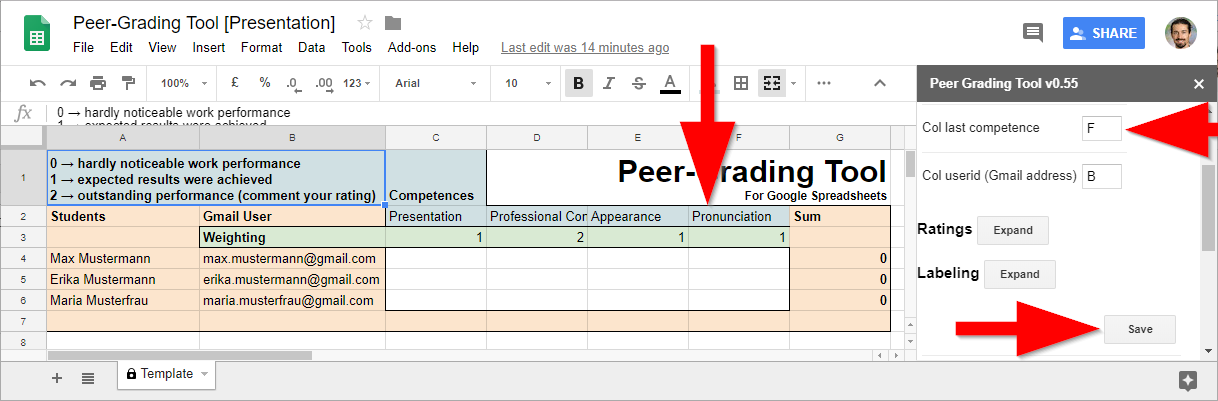 Peer-Grading Tool [Presentation]
File Edit View Insert Format Data Tools Add-ons Help Last edit was 14 minutes ago
SHARE
100% £ % .0 .00 123 Arial 10 B I S A
Peer Grading Tool v0.55 ×
fx 0 → hardly noticeable work performance
1 → expected results were achieved
A B C D E F G
1
0 → hardly noticeable work performance
1 → expected results were achieved
2 → outstanding performance (comment your rating) Competences
Peer-Grading Tool
For Google Spreadsheets
2 Students Gmail User Presentation Professional Con Appearance Pronunciation Sum
3 Weighting 1 2 1 1
4 Max Mustermann max.mustermann@gmail.com 0
5 Erika Mustermann erika.mustermann@gmail.com 0
6 Maria Musterfrau maria.musterfrau@gmail.com 0
7
8
Col last competence F
Col userid (Gmail address) B
Ratings Expand
Labeling Expand
Save
Template